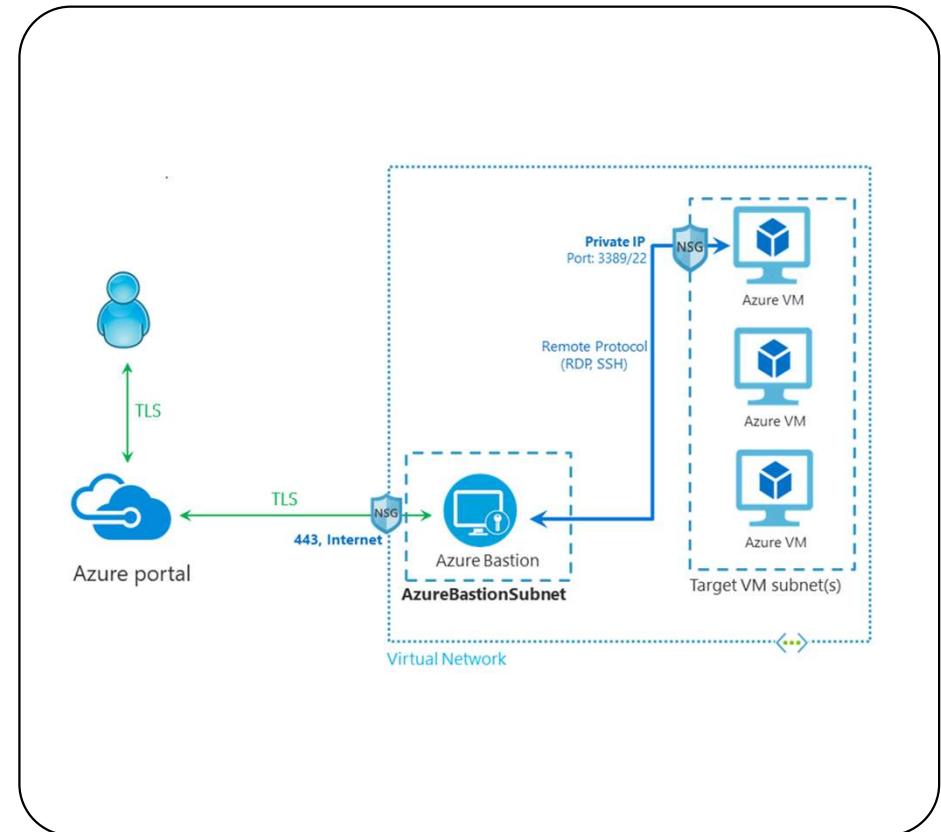 Private IP
Port: 3389/22
NSG
Azure VM
Remote Protocol
(RDP, SSH)
TLS
Azure VM
TLS
NSG
443, Internet
Azure VM
Azure Bastion
Azure portal
AzureBastionSubnet
Target VM subnet(s)
Virtual Network